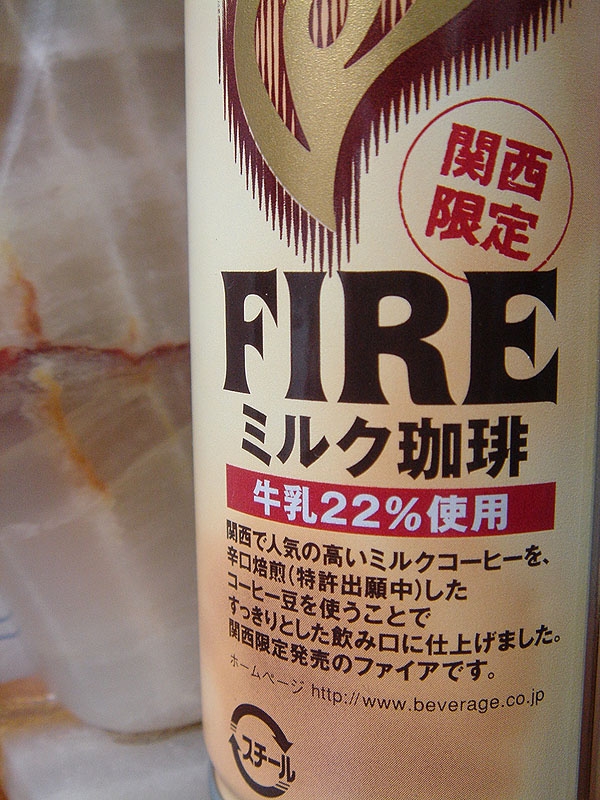 関西
限定
FIRE
ミルク珈琲
牛乳22%使用
関西で人気の高いミルクコーヒーを、
辛口焙煎(特許出願中)した
コーヒー豆を使うことで
すっきりとした飲み口に仕上げました。
関西限定発売のファイアです。
ホームページ http://www.beverage.co.jp
スチール